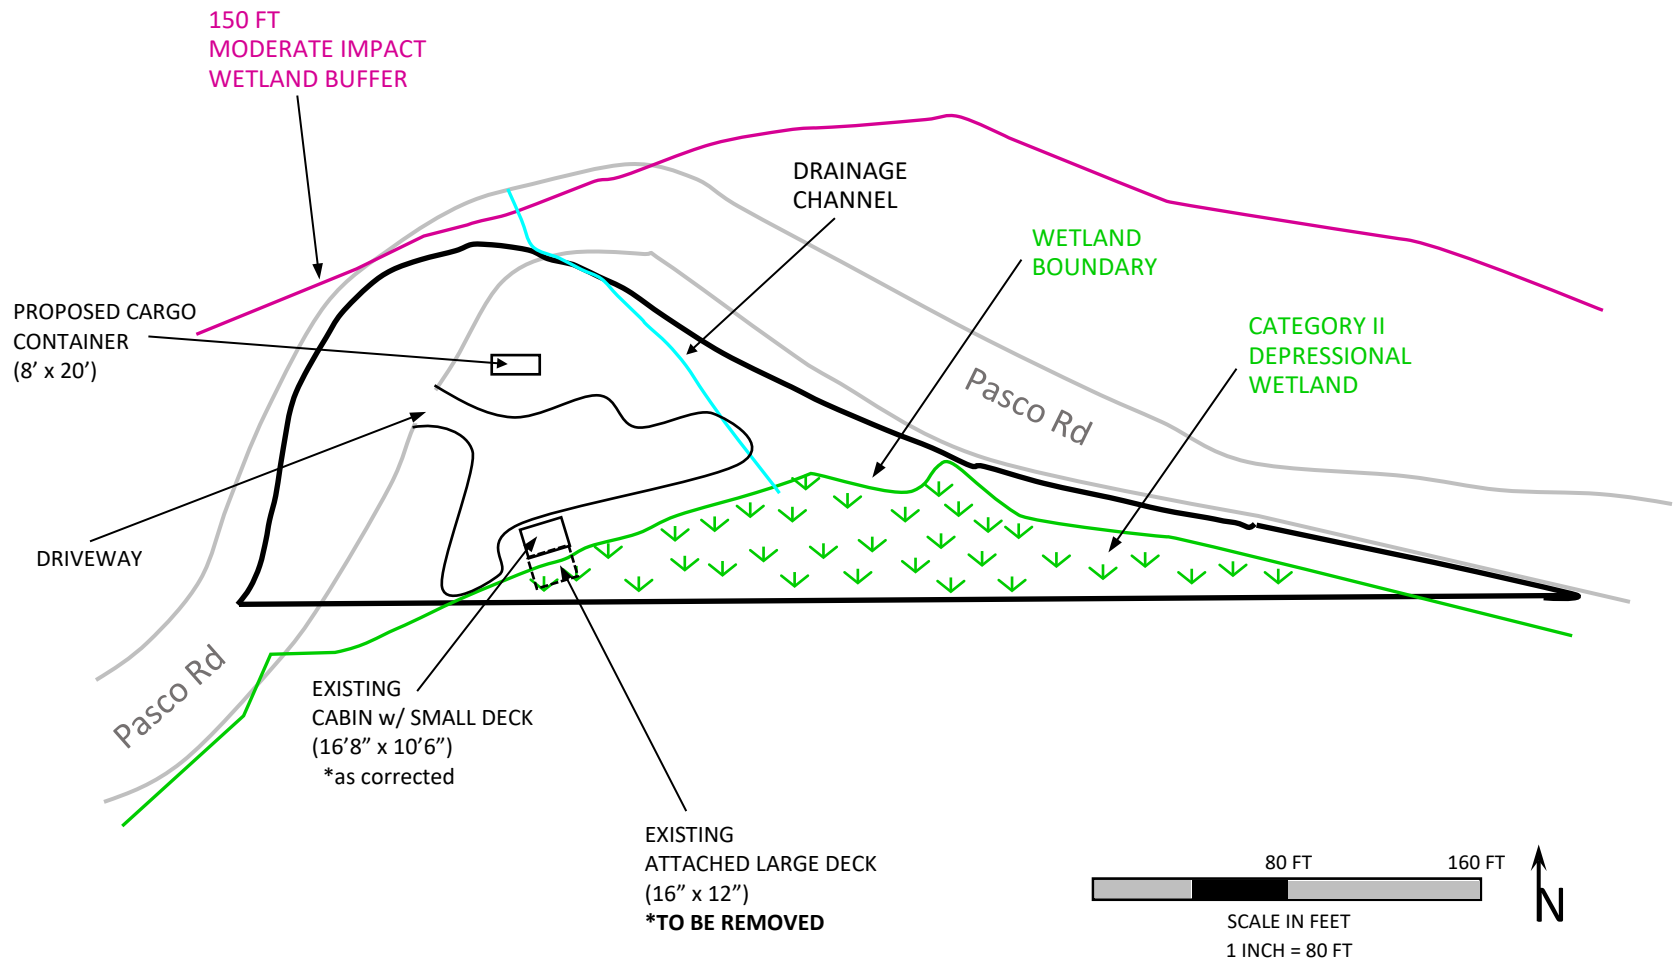 150 FT
MODERATE IMPACT
WETLAND BUFFER
DRAINAGE
CHANNEL
WETLAND
BOUNDARY
PROPOSED CARGO
CONTAINER
(8’ x 20’)
CATEGORY II
DEPRESSIONAL
WETLAND
Pasco Rd
DRIVEWAY
Pasco Rd
EXISTING
CABIN w/ SMALL DECK
(16’8” x 10’6”)
*as corrected
EXISTING
ATTACHED LARGE DECK
(16” x 12”)
*TO BE REMOVED
80 FT
160 FT
SCALE IN FEET
1 INCH = 80 FT
N